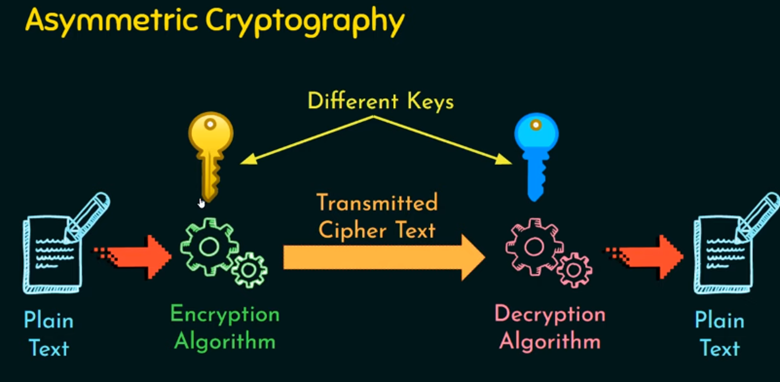 Asymmetric Cryptography
Different Keys
Transmitted
Cipher Text
Plain
Text
Encryption
Algorithm
Decryption
Algorithm
Plain
Text